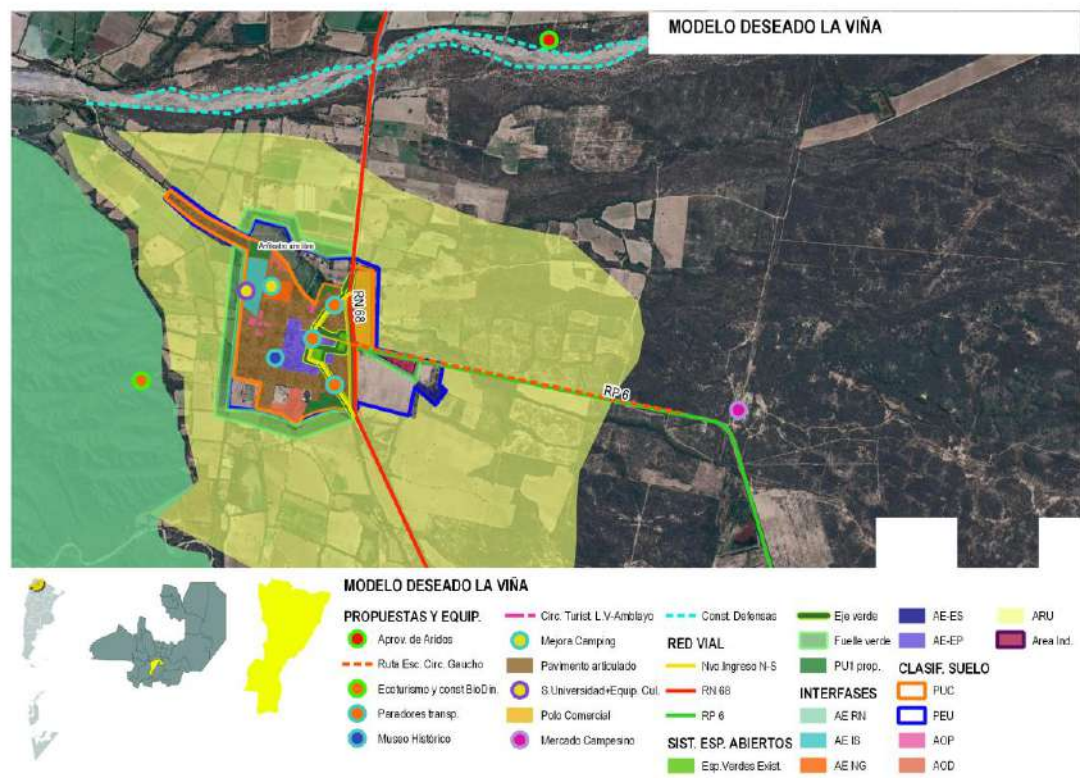 MODELO DESEADO LA VIÑA
RN 68
RP 6
MODELO DESEADO LA VIÑA
PROPUESTAS Y EQUIP.
Aprov. de Aridos
Ruta Esc. Circ. Gaucho
Ecoturismo y const BioDin.
Paradores transp.
Museo Histórico
Circ. Turist. L.V-Amblayo
Mejora Camping
Pavimento articulado
S.Universidad+Equip. Cul.
Polo Comercial
Mercado Campesino
Const. Defensas
RED VIAL
Nvo.Ingreso N-S
RN 68
RP 6
SIST. ESP. ABIERTOS
Esp.Verdes Exist.
Eje verde
Fuelle verde
PU1 prop.
INTERFASES
AE RN
AE IS
AE NG
AE-ES
AE-EP
CLASIF. SUELO
PUC
PEU
AOP
AOD
ARU
Area Ind.